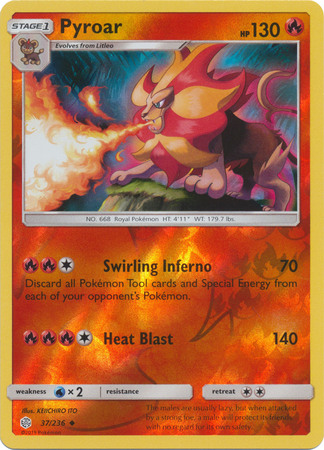 STAGE 1
Pyroar
HP 130
Evolves from Litleo
NO. 668 Royal Pokémon HT: 4'11" WT: 179.7 lbs.
Swirling Inferno 70
Discard all Pokémon Tool cards and Special Energy from
each of your opponent's Pokémon.
Heat Blast 140
weakness ×2 resistance retreat
Illus. KEIICHIRO ITO
37/236
©2019 Pokémon
The males are usually lazy, but when attacked
by a strong foe, a male will protect its friends
with no regard for its own safety.